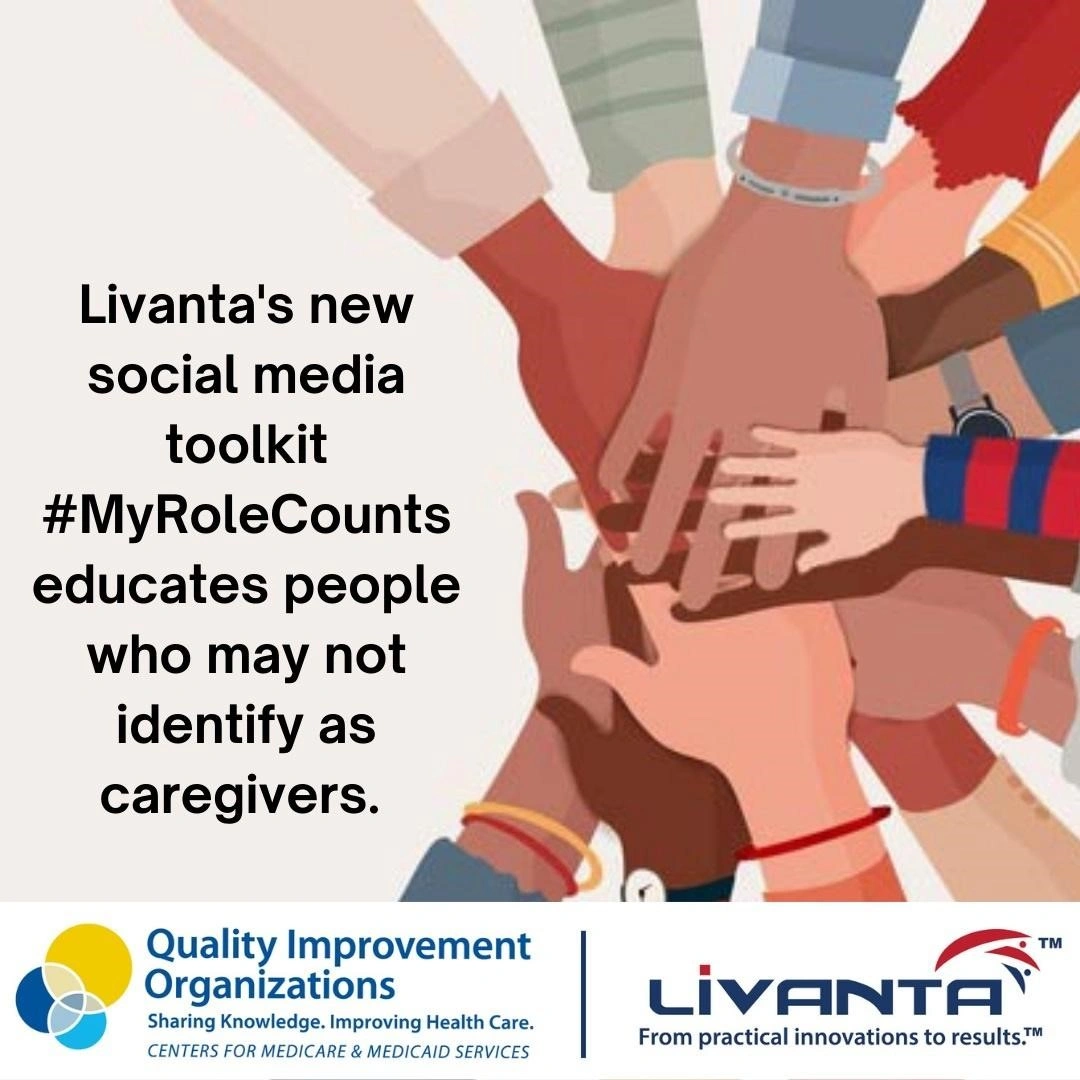 Livanta's new
social media
toolkit
#MyRoleCounts
educates people
who may not
identify as
caregivers.
Quality Improvement
Organizations
Sharing Knowledge. Improving Health Care.
CENTERS FOR MEDICARE & MEDICAID SERVICES
LiVANTA™
From practical innovations to results.™